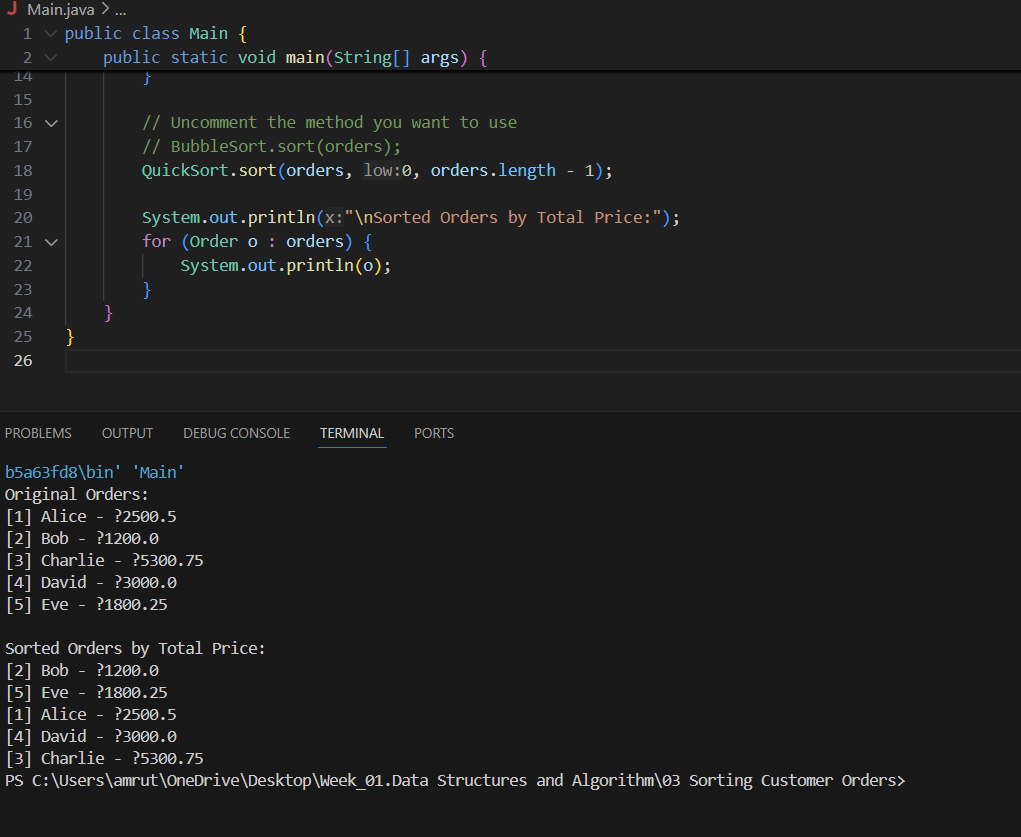 J Main.java > ...
1 public class Main {
2 public static void main(String[] args) {
14 }
15
16 // Uncomment the method you want to use
17 // BubbleSort.sort(orders);
18 QuickSort.sort(orders, low:0, orders.length - 1);
19
20 System.out.println(x:"\nSorted Orders by Total Price:");
21 for (Order o : orders) {
22 System.out.println(o);
23 }
24 }
25 }
26
PROBLEMS OUTPUT DEBUG CONSOLE TERMINAL PORTS
b5a63fd8\bin' 'Main'
Original Orders:
[1] Alice - ?2500.5
[2] Bob - ?1200.0
[3] Charlie - ?5300.75
[4] David - ?3000.0
[5] Eve - ?1800.25
Sorted Orders by Total Price:
[2] Bob - ?1200.0
[5] Eve - ?1800.25
[1] Alice - ?2500.5
[4] David - ?3000.0
[3] Charlie - ?5300.75
PS C:\Users\amrut\OneDrive\Desktop\Week_01.Data Structures and Algorithm\03 Sorting Customer Orders>